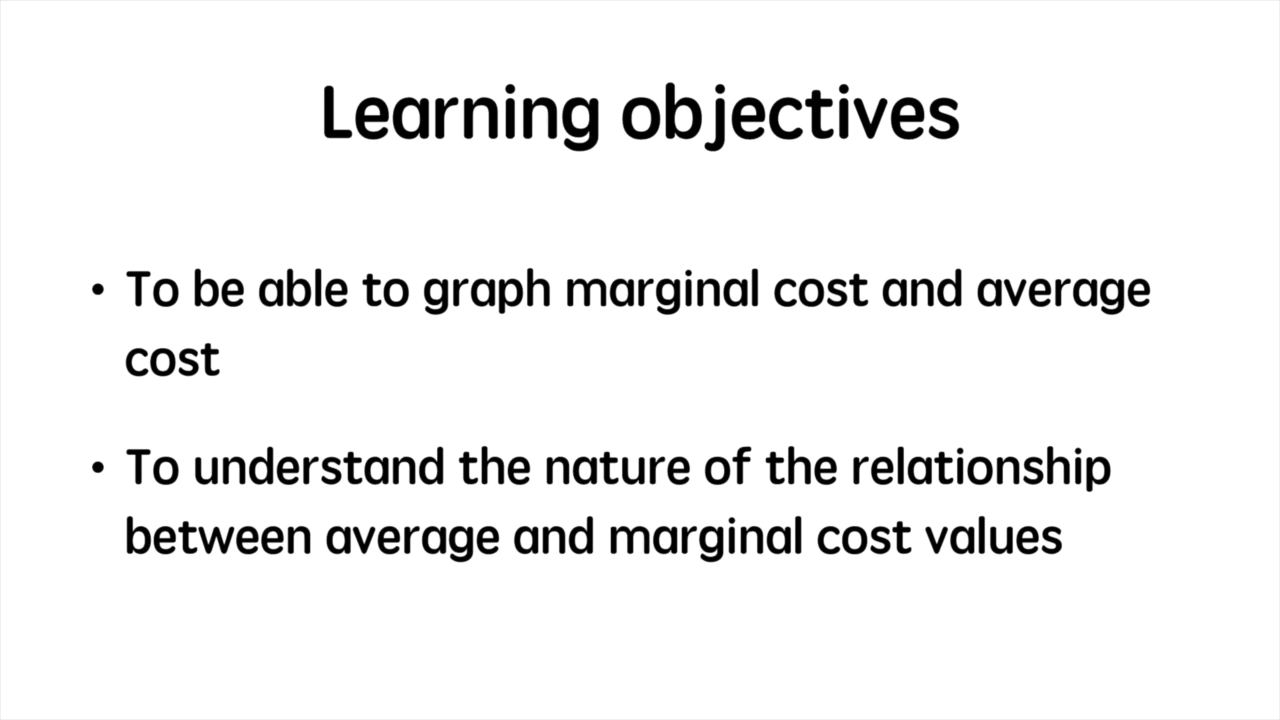 Learning objectives
• To be able to graph marginal cost and average
cost
• To understand the nature of the relationship
between average and marginal cost values